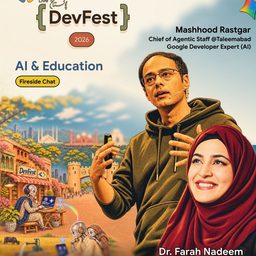 {DevFest}
2026
Mashhood Rastgar
Chief of Agentic Staff @Taleemabad
Google Developer Expert (AI)
AI & Education
Fireside Chat
DevFest
Dr. Farah Nadeem